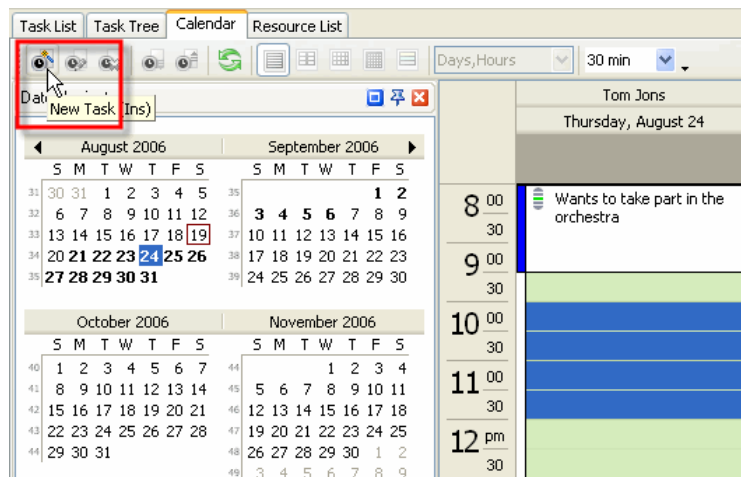 Task List Task Tree Calendar Resource List
Days,Hours 30 min
New Task (Ins)
August 2006 September 2006
S M T W T F S S M T W T F S
31 30 31 1 2 3 4 5 35 1 2
32 6 7 8 9 10 11 12 36 3 4 5 6 7 8 9
33 13 14 15 16 17 18 19 37 10 11 12 13 14 15 16
34 20 21 22 23 24 25 26 38 17 18 19 20 21 22 23
35 27 28 29 30 31 39 24 25 26 27 28 29 30
October 2006 November 2006
S M T W T F S S M T W T F S
40 1 2 3 4 5 6 7 44 1 2 3 4
41 8 9 10 11 12 13 14 45 5 6 7 8 9 10 11
42 15 16 17 18 19 20 21 46 12 13 14 15 16 17 18
43 22 23 24 25 26 27 28 47 19 20 21 22 23 24 25
44 29 30 31 48 26 27 28 29 30 1 2
49 3 4 5 6 7 8 9
Tom Jons
Thursday, August 24
8 00
Wants to take part in the
orchestra
30
9 00
30
10 00
30
11 00
30
12 pm
30